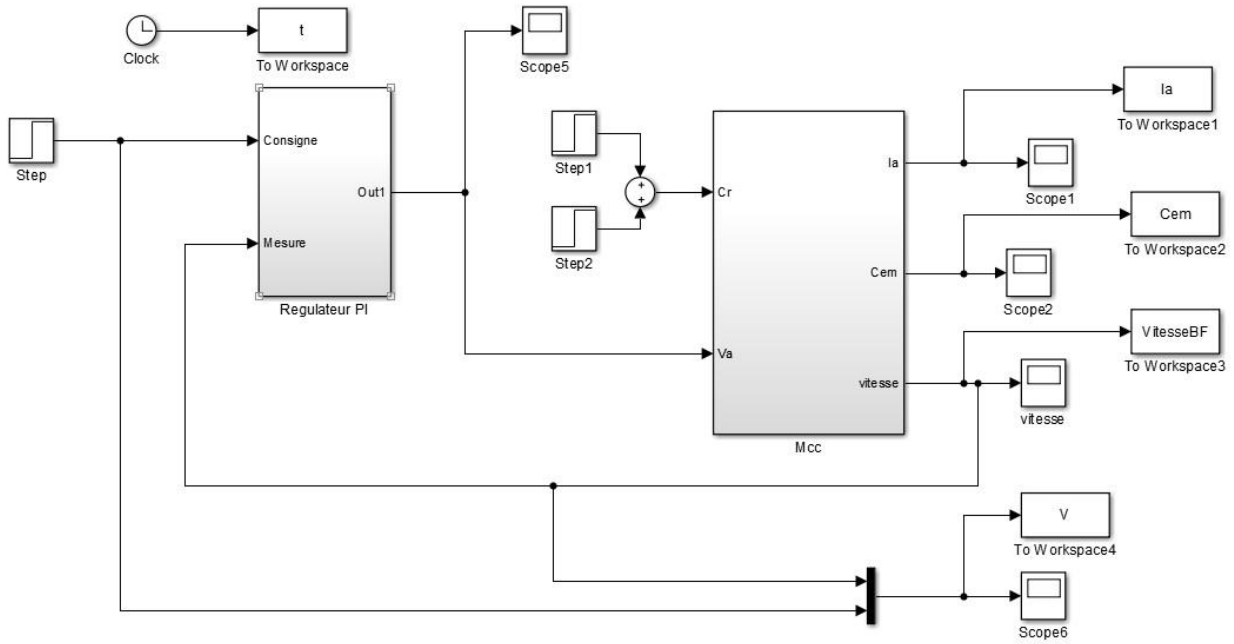 t
Clock
To Workspace
Scope5
Ia
To Workspace1
Consigne
Step
Step1
Ia
Scope1
Out1
+
+
Cr
Cem
To Workspace2
Mesure
Step2
Cem
Scope2
Regulateur PI
VitesseBF
To Workspace3
Va
vitesse
vitesse
Mcc
V
To Workspace4
Scope6